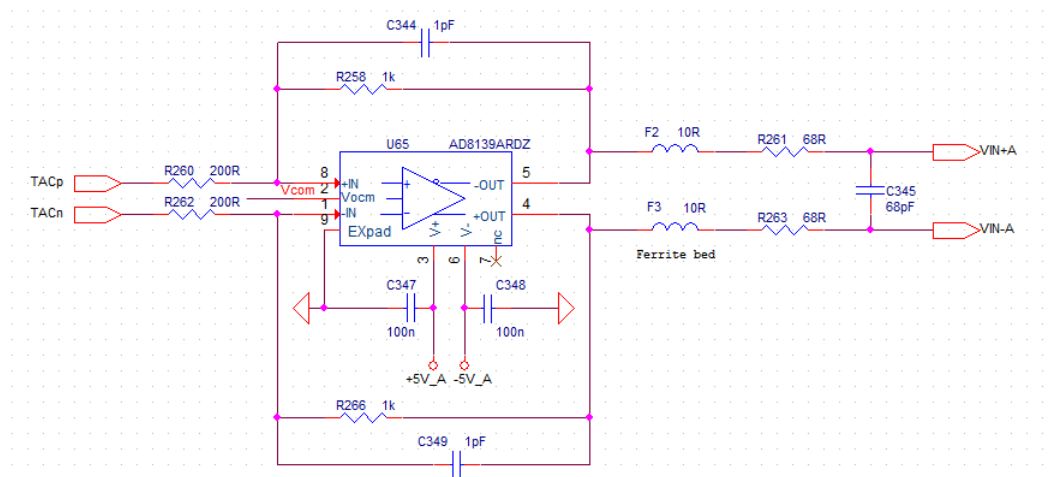 C344 1pF
R258 1k
U65 AD8139ARDZ
F2 10R
R261 68R
VIN+A
R260 200R
TACp
8 +IN
-OUT 5
Vcom 2 Vocm
C345
68pF
TACn
R262 200R
1 -IN
+OUT 4
9 EXpad
V+
V-
nc
F3 10R
R263 68R
VIN-A
Ferrite bed
3
6
7
C347
C348
100n
100n
+5V_A
-5V_A
R266 1k
C349 1pF